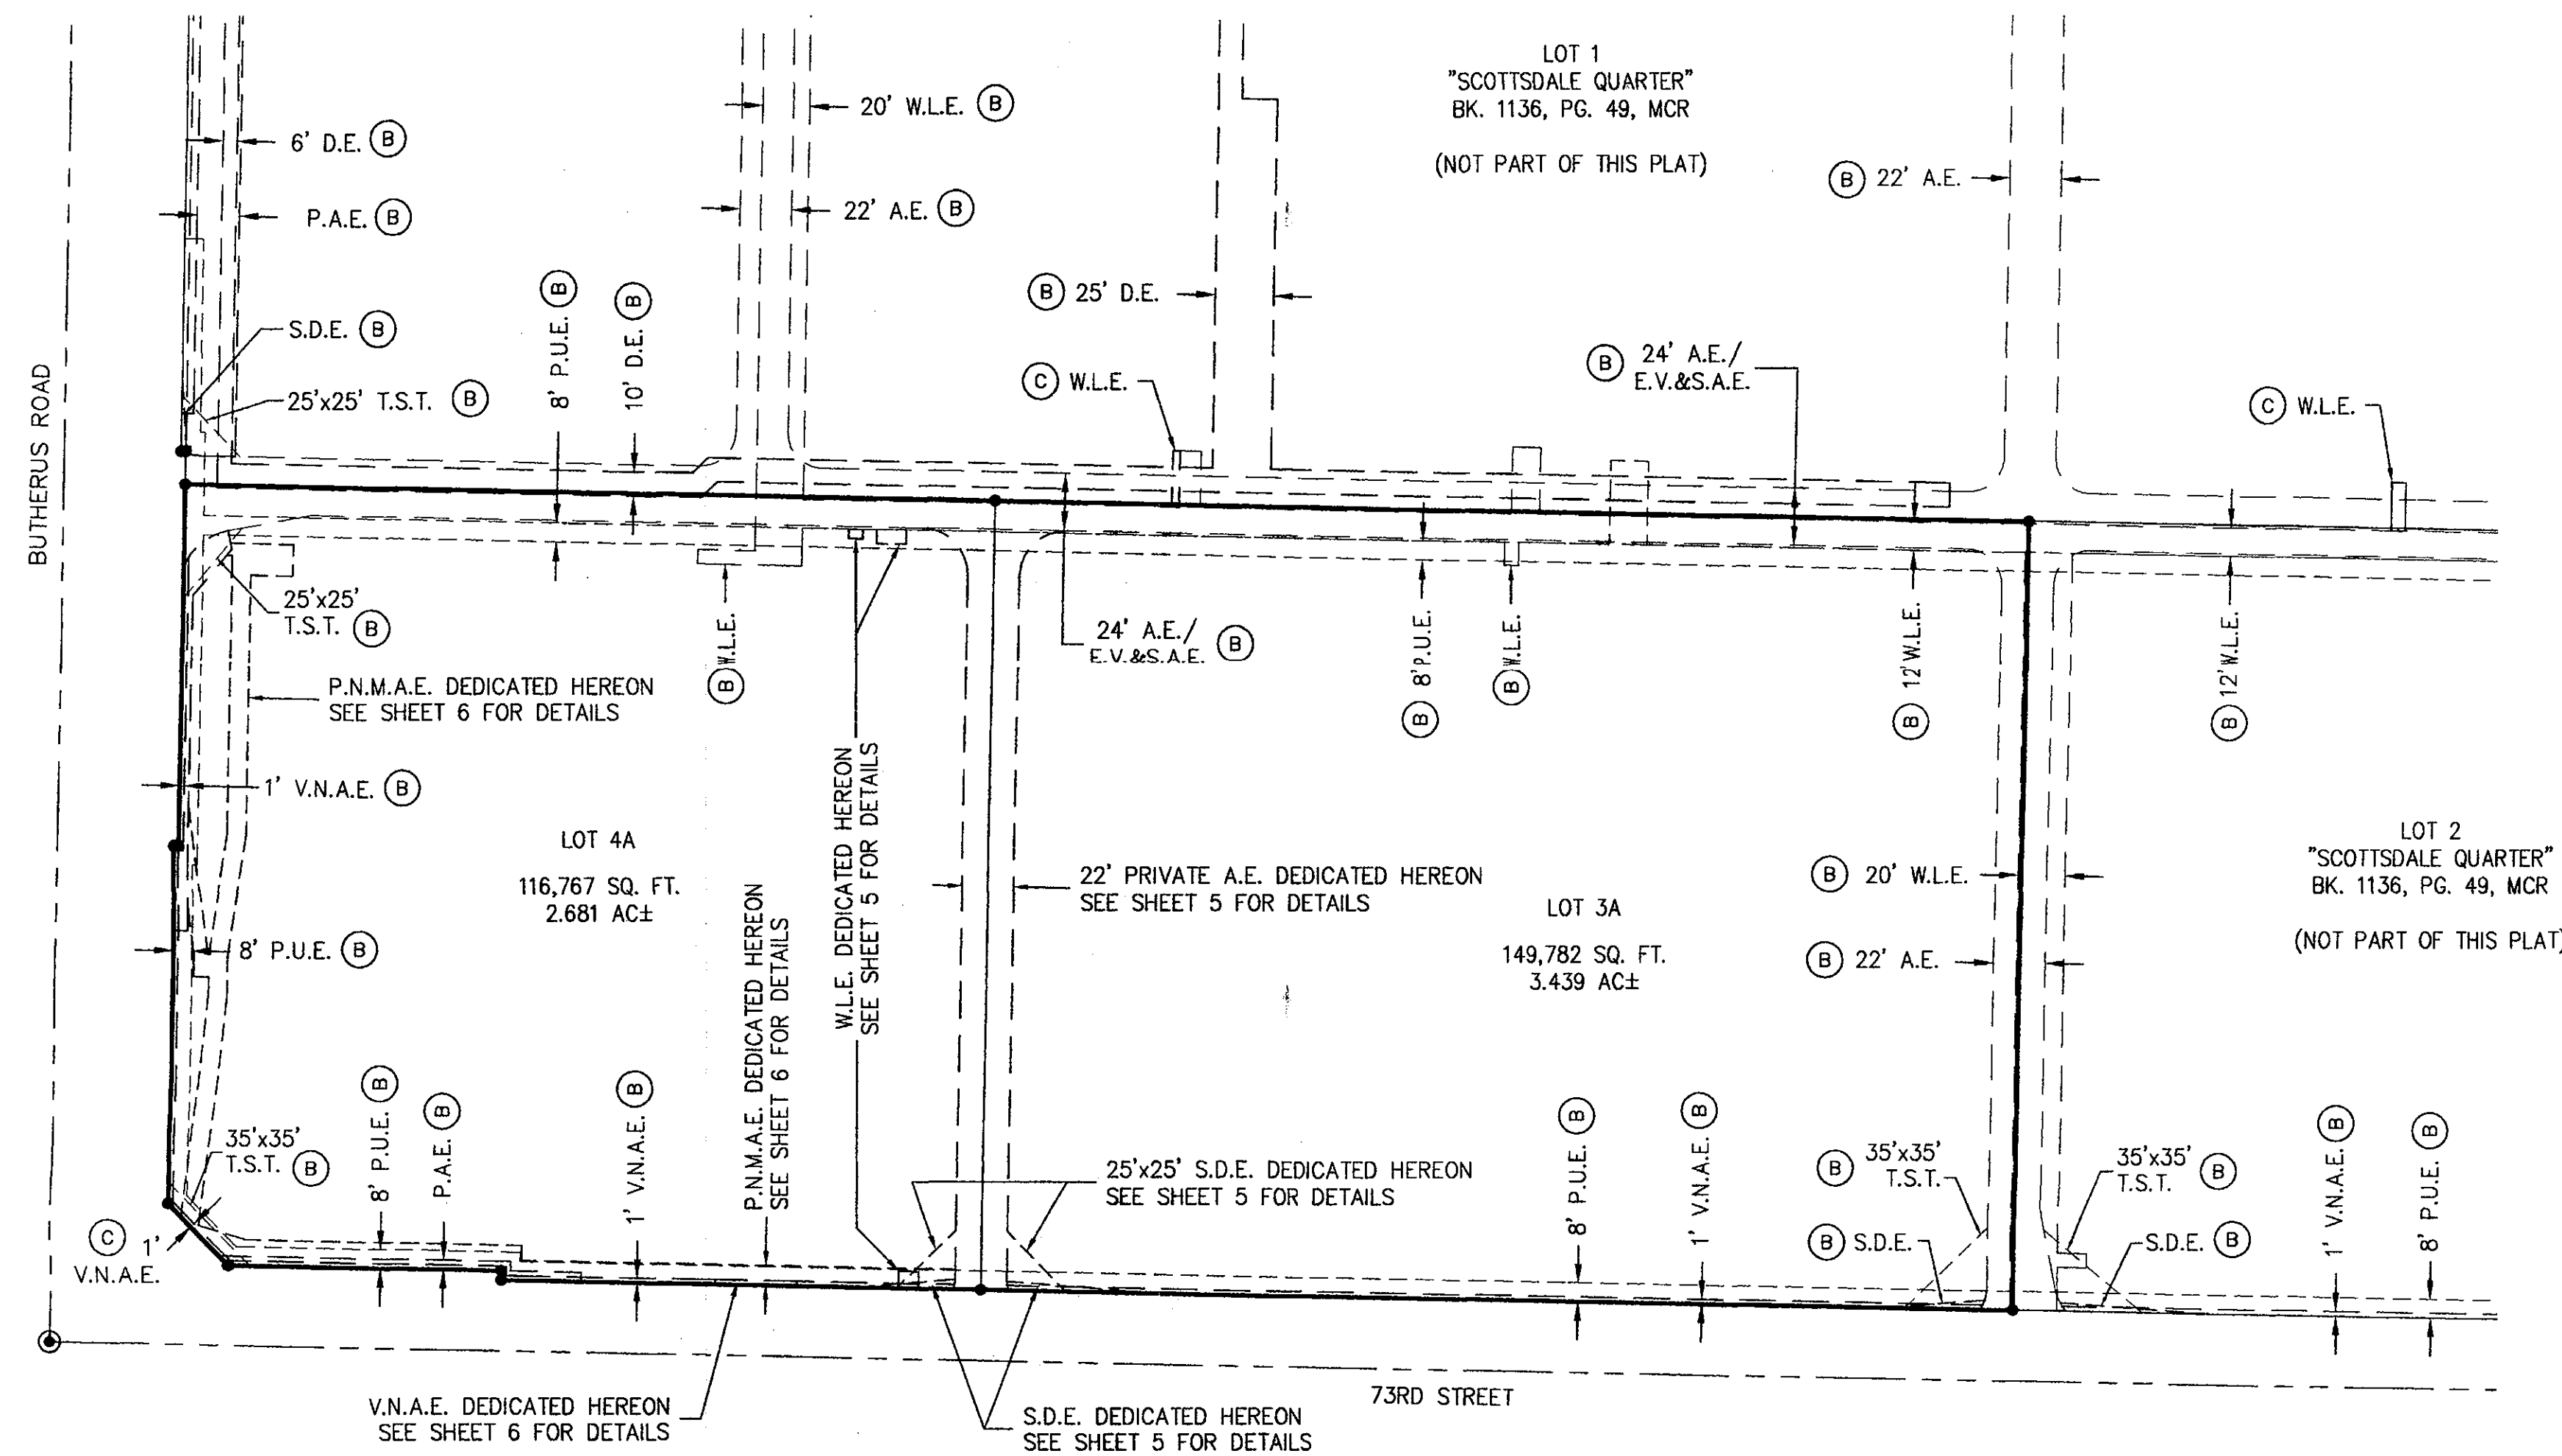 LOT 1
"SCOTTSDALE QUARTER"
BK. 1136, PG. 49, MCR
(NOT PART OF THIS PLAT)
20' W.L.E. (B)
6' D.E. (B)
(B) 22' A.E.
P.A.E. (B)
22' A.E. (B)
8' P.U.E. (B)
10' D.E. (B)
(B) 25' D.E.
S.D.E. (B)
(B) 24' A.E./
E.V.&S.A.E.
(C) W.L.E.
25'x25' T.S.T. (B)
(C) W.L.E.
BUTHERUS ROAD
25'x25'
T.S.T. (B)
(B) W.L.E.
24' A.E./
E.V.&S.A.E. (B)
(B) 8' P.U.E.
(B) W.L.E.
(B) 12' W.L.E.
(B) 12' W.L.E.
P.N.M.A.E. DEDICATED HEREON
SEE SHEET 6 FOR DETAILS
1' V.N.A.E. (B)
W.L.E. DEDICATED HEREON
SEE SHEET 5 FOR DETAILS
LOT 4A
116,767 SQ. FT.
2.681 AC±
22' PRIVATE A.E. DEDICATED HEREON
SEE SHEET 5 FOR DETAILS
LOT 3A
149,782 SQ. FT.
3.439 AC±
(B) 20' W.L.E.
(B) 22' A.E.
LOT 2
"SCOTTSDALE QUARTER"
BK. 1136, PG. 49, MCR
(NOT PART OF THIS PLAT)
8' P.U.E. (B)
P.N.M.A.E. DEDICATED HEREON
SEE SHEET 6 FOR DETAILS
35'x35'
T.S.T. (B)
8' P.U.E. (B)
P.A.E. (B)
1' V.N.A.E. (B)
25'x25' S.D.E. DEDICATED HEREON
SEE SHEET 5 FOR DETAILS
8' P.U.E. (B)
1' V.N.A.E. (B)
(B) 35'x35'
T.S.T.
(B) S.D.E.
35'x35'
T.S.T. (B)
S.D.E. (B)
1' V.N.A.E. (B)
8' P.U.E. (B)
(C) 1'
V.N.A.E.
73RD STREET
V.N.A.E. DEDICATED HEREON
SEE SHEET 6 FOR DETAILS
S.D.E. DEDICATED HEREON
SEE SHEET 5 FOR DETAILS